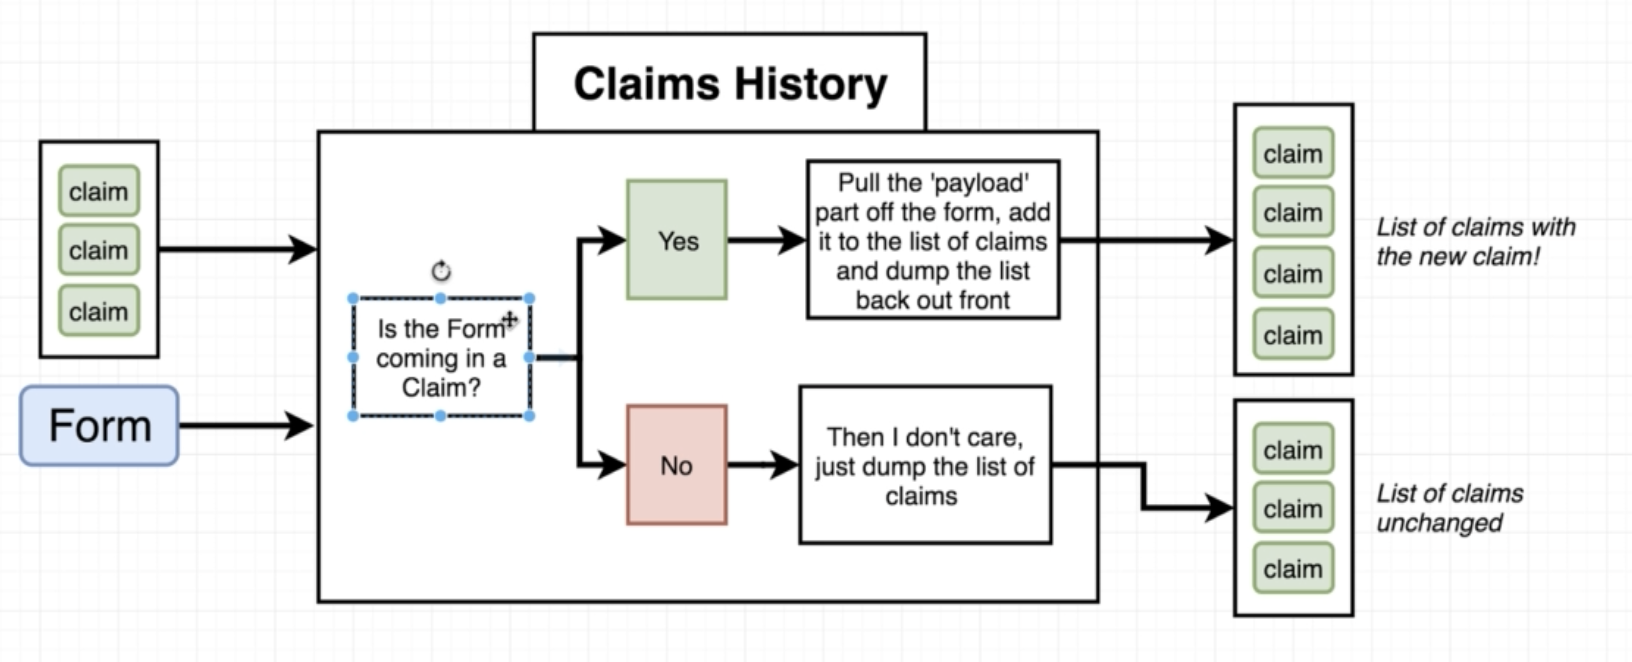 Claims History
claim
claim
claim
Form
Is the Form
coming in a
Claim?
Yes
Pull the 'payload'
part off the form, add
it to the list of claims
and dump the list
back out front
No
Then I don't care,
just dump the list of
claims
claim
claim
claim
claim
List of claims with
the new claim!
claim
claim
claim
List of claims
unchanged